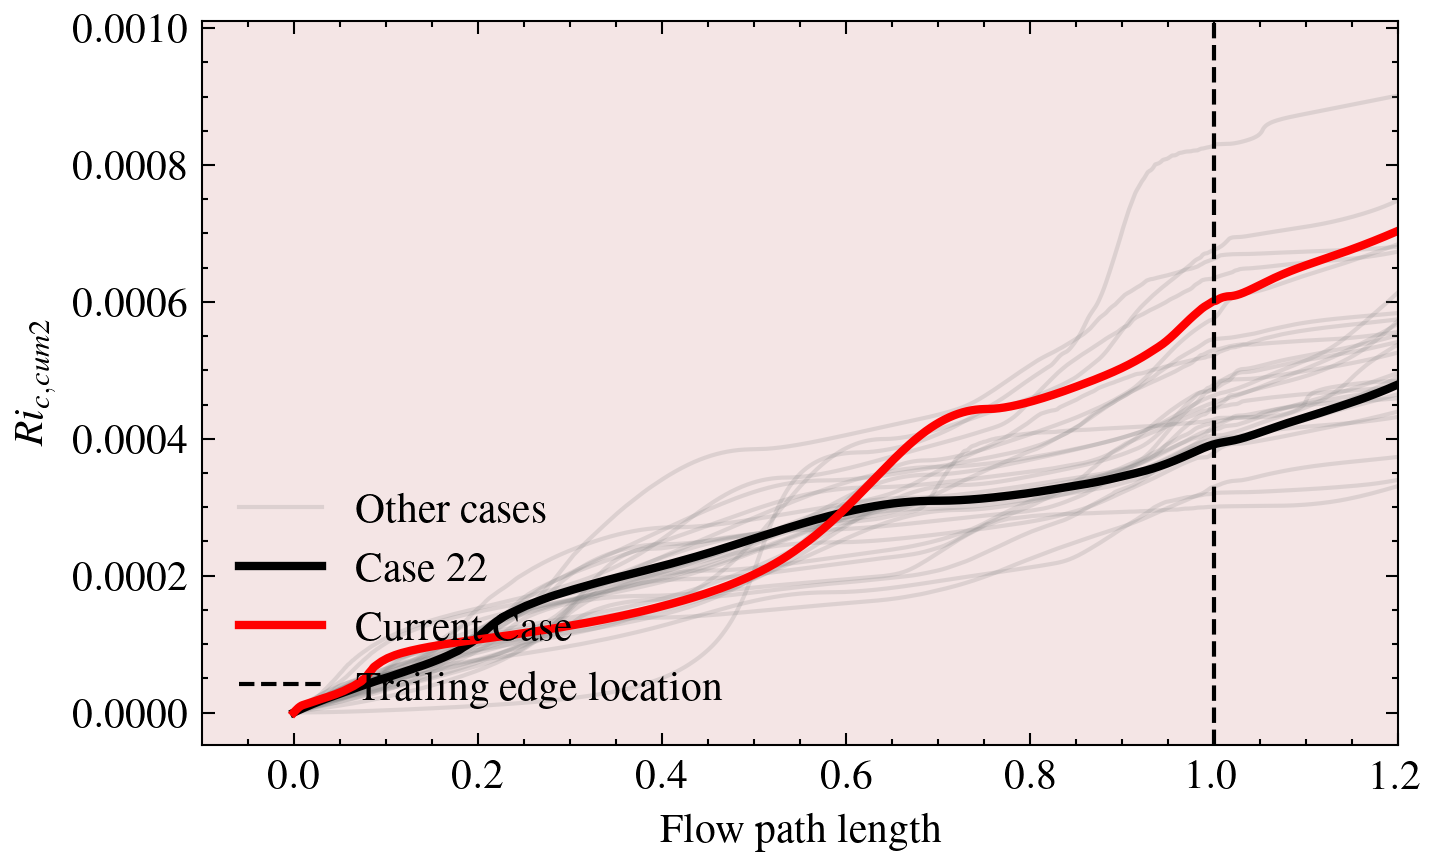 0.0010
0.0008
0.0006
0.0004
0.0002
0.0000
Ri_{c,cum2}
Other cases
Case 22
Current Case
Trailing edge location
0.0 0.2 0.4 0.6 0.8 1.0 1.2
Flow path length